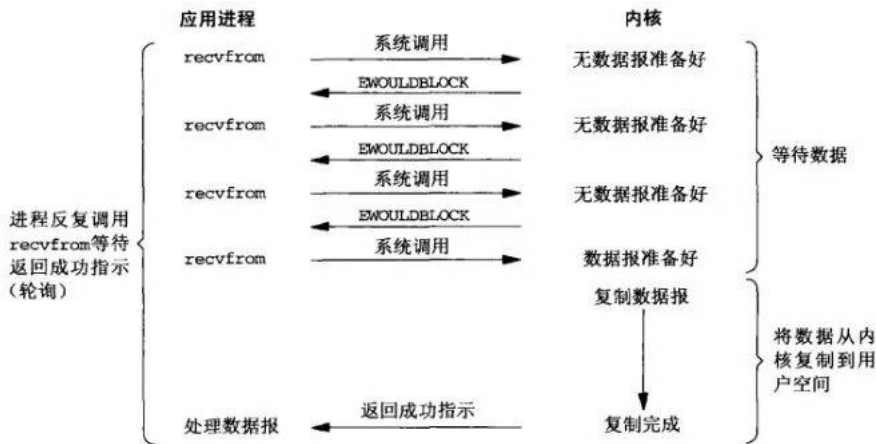 应用进程
内核
recvfrom
系统调用
无数据报准备好
EWOULDBLOCK
recvfrom
系统调用
无数据报准备好
EWOULDBLOCK
recvfrom
系统调用
无数据报准备好
EWOULDBLOCK
recvfrom
系统调用
数据报准备好
等待数据
进程反复调用
recvfrom等待
返回成功指示
(轮询)
复制数据报
将数据从内
核复制到用
户空间
处理数据报
返回成功指示
复制完成